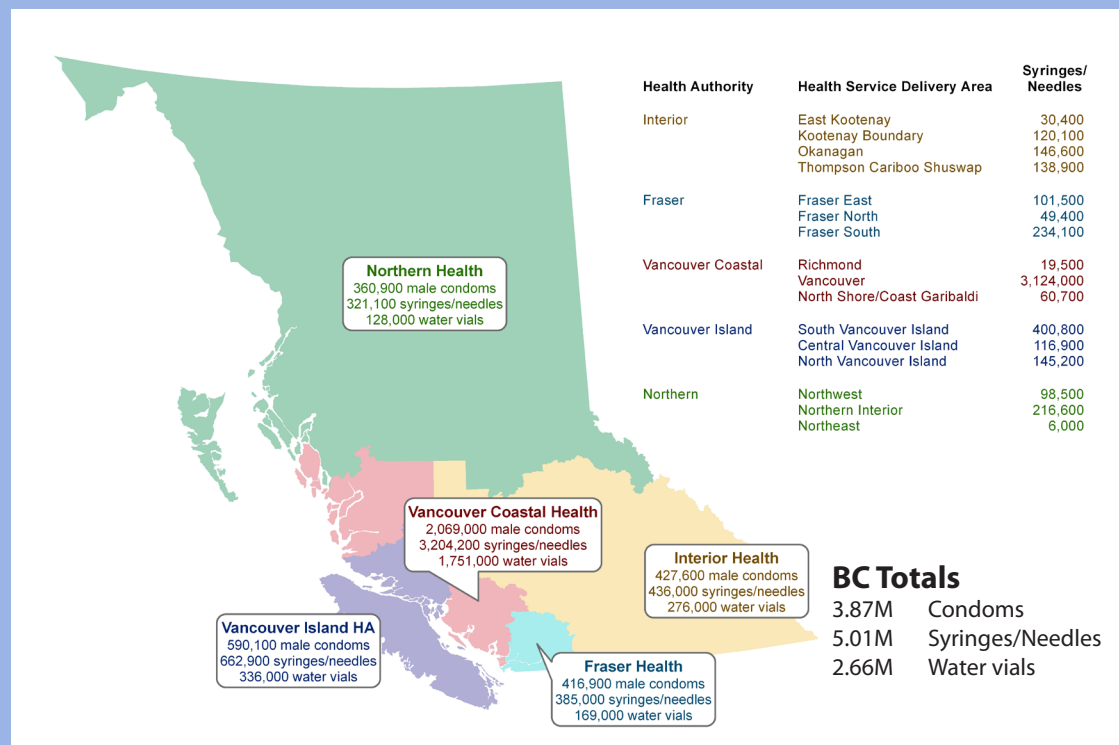 Health Authority Health Service Delivery Area Syringes/
Needles
Interior East Kootenay 30,400
Kootenay Boundary 120,100
Okanagan 146,600
Thompson Cariboo Shuswap 138,900
Fraser Fraser East 101,500
Fraser North 49,400
Fraser South 234,100
Vancouver Coastal Richmond 19,500
Vancouver 3,124,000
North Shore/Coast Garibaldi 60,700
Vancouver Island South Vancouver Island 400,800
Central Vancouver Island 116,900
North Vancouver Island 145,200
Northern Northwest 98,500
Northern Interior 216,600
Northeast 6,000
Northern Health
360,900 male condoms
321,100 syringes/needles
128,000 water vials
Vancouver Coastal Health
2,069,000 male condoms
3,204,200 syringes/needles
1,751,000 water vials
Interior Health
427,600 male condoms
436,000 syringes/needles
276,000 water vials
Vancouver Island HA
590,100 male condoms
662,900 syringes/needles
336,000 water vials
Fraser Health
416,900 male condoms
385,000 syringes/needles
169,000 water vials
BC Totals
3.87M Condoms
5.01M Syringes/Needles
2.66M Water vials